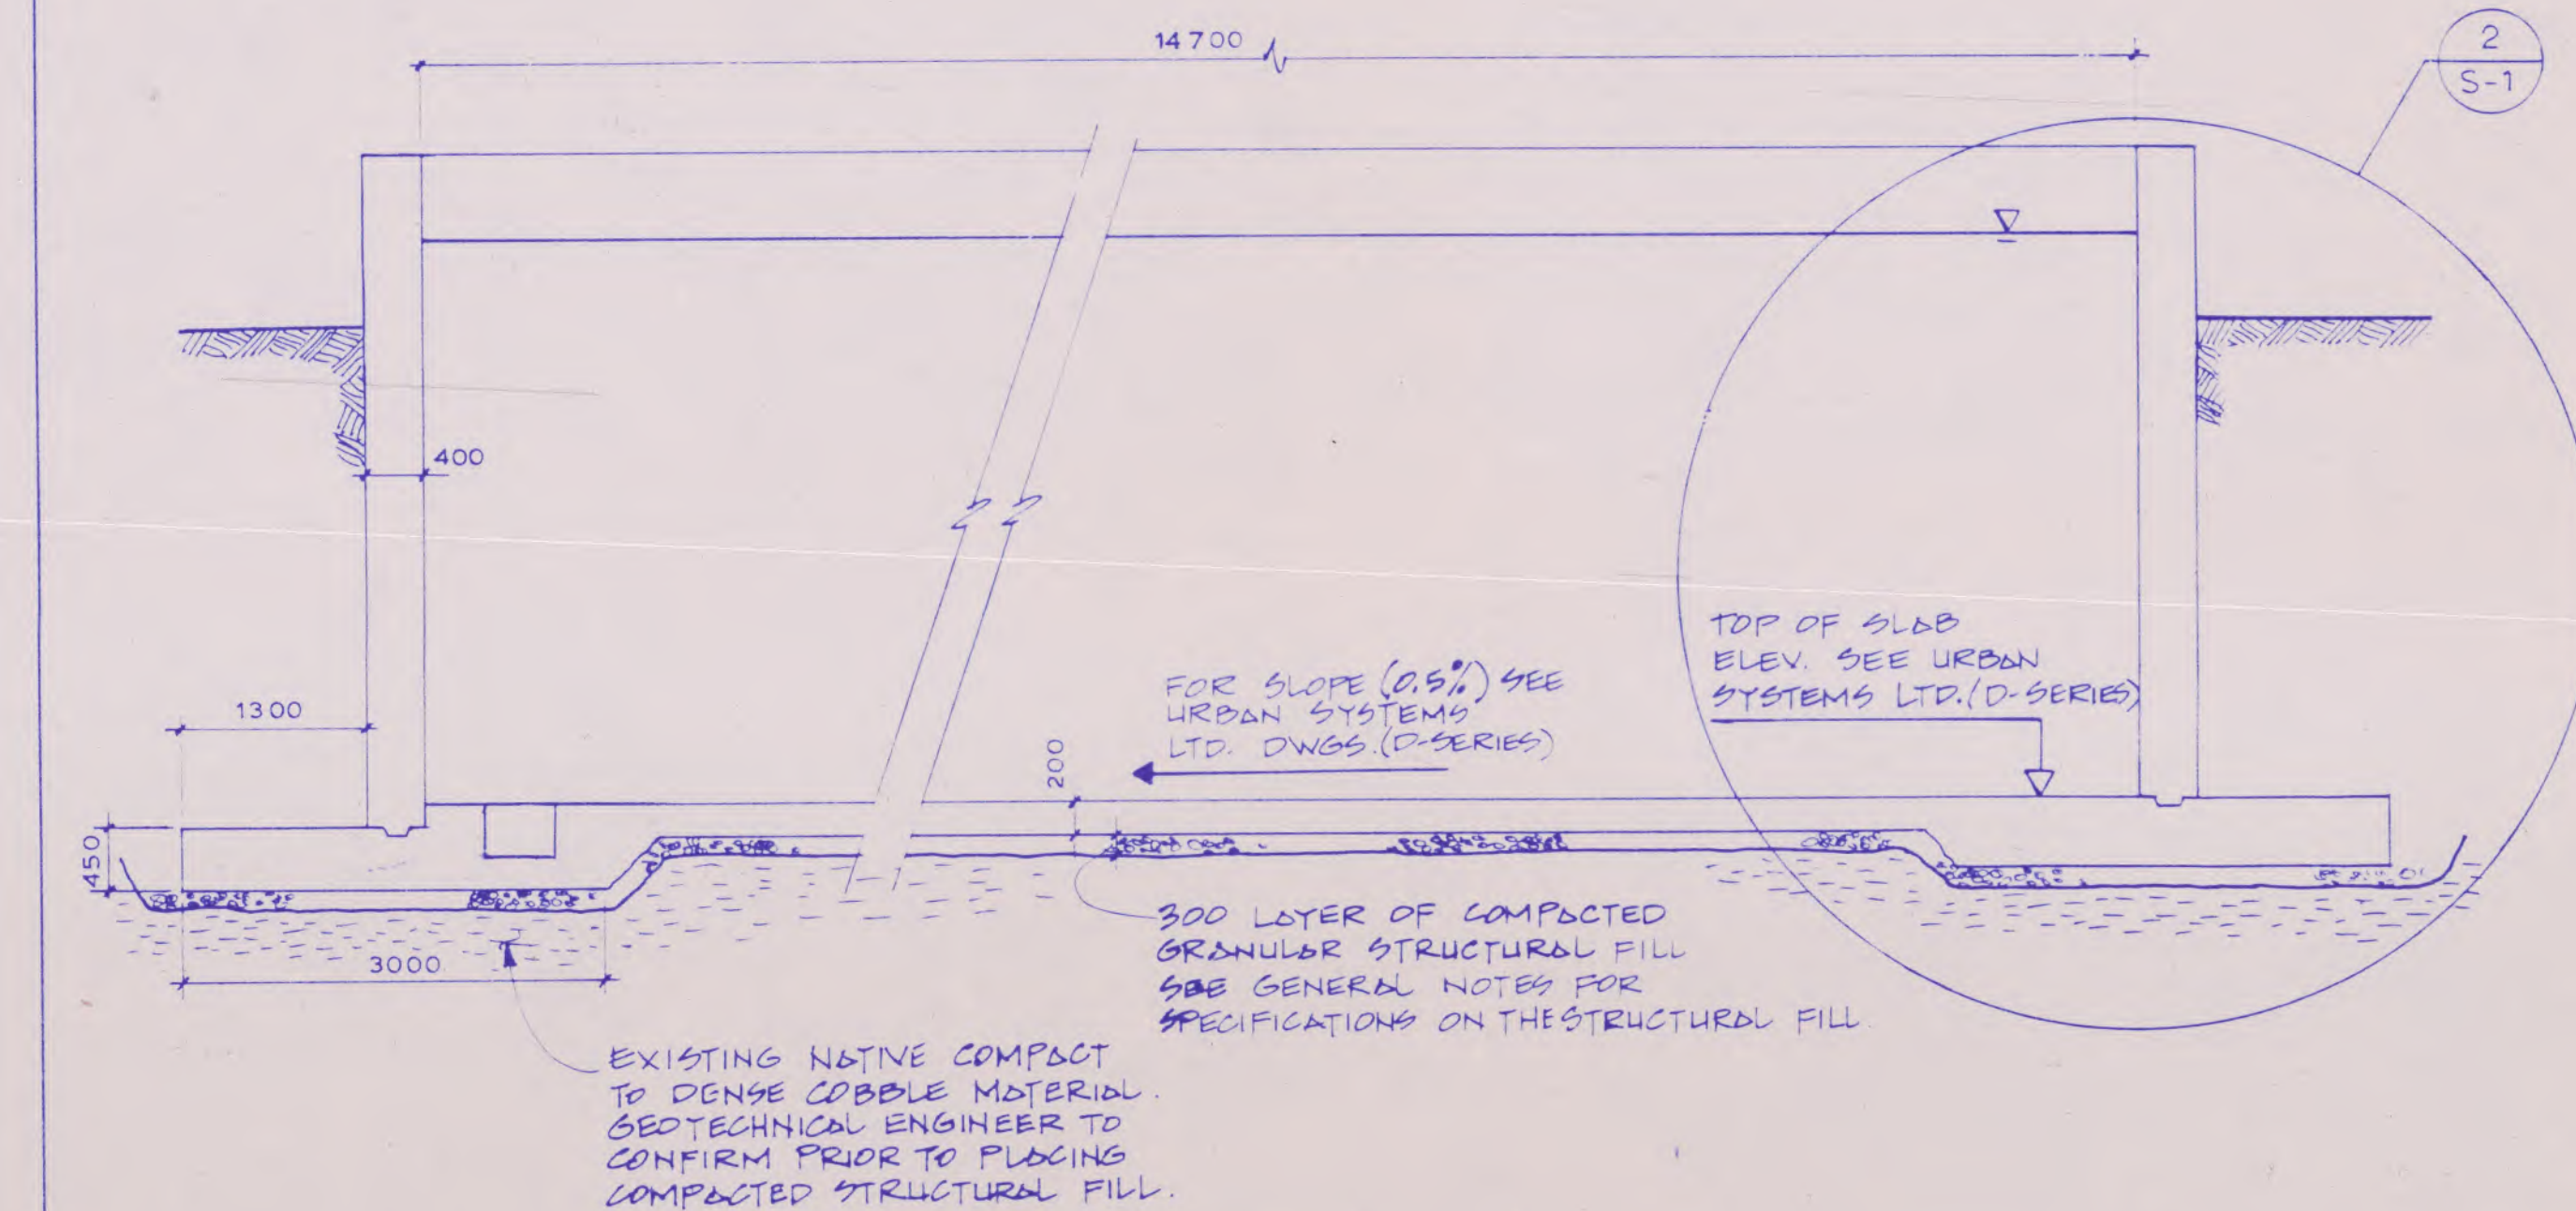 14 700
2
S-1
400
1300
450
3000
200
FOR SLOPE (0.5%) SEE
URBAN SYSTEMS
LTD. DWGS. (D-SERIES)
TOP OF SLAB
ELEV. SEE URBAN
SYSTEMS LTD. (D-SERIES)
300 LAYER OF COMPACTED
GRANULAR STRUCTURAL FILL
SEE GENERAL NOTES FOR
SPECIFICATIONS ON THE STRUCTURAL FILL
EXISTING NATIVE COMPACT
TO DENSE COBBLE MATERIAL.
GEOTECHNICAL ENGINEER TO
CONFIRM PRIOR TO PLACING
COMPACTED STRUCTURAL FILL.